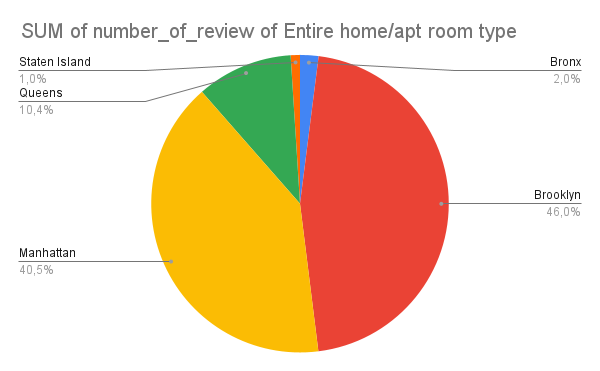 SUM of number_of_review of Entire home/apt room type
Staten Island
1,0%
Queens
10,4%
Manhattan
40,5%
Bronx
2,0%
Brooklyn
46,0%